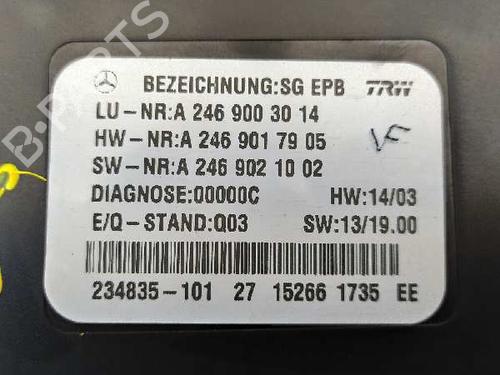 BEZEICHNUNG:SG EPB TRW
LU-NR:A 246 900 30 14
HW-NR:A 246 901 79 05
SW-NR:A 246 902 10 02
VF
DIAGNOSE:00000C HW:14/03
E/Q-STAND:Q03 SW:13/19.00
234835-101 27 15266 1735 EE
B-PARTS